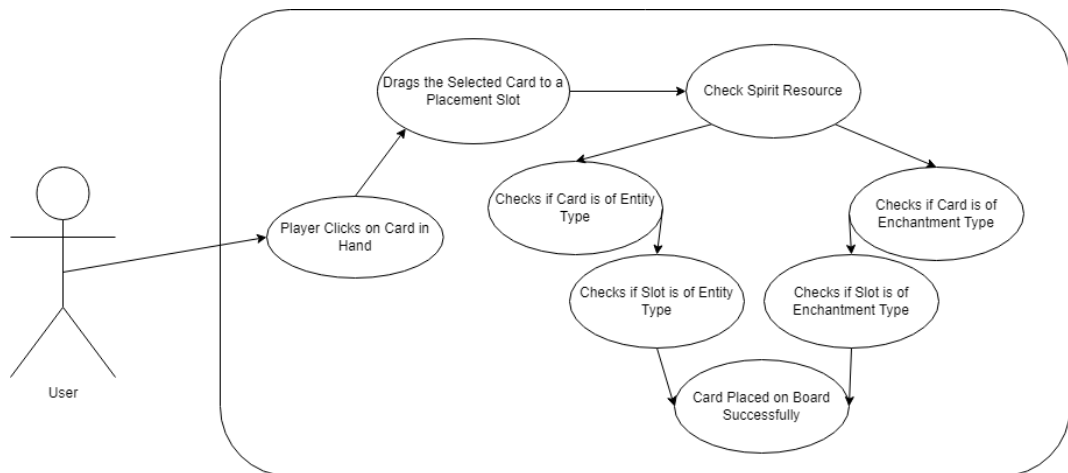 Drags the Selected Card to a
Placement Slot
Check Spirit Resource
Checks if Card is of Entity
Type
Checks if Card is of
Enchantment Type
Player Clicks on Card in
Hand
Checks if Slot is of Entity
Type
Checks if Slot is of
Enchantment Type
Card Placed on Board
Successfully
User